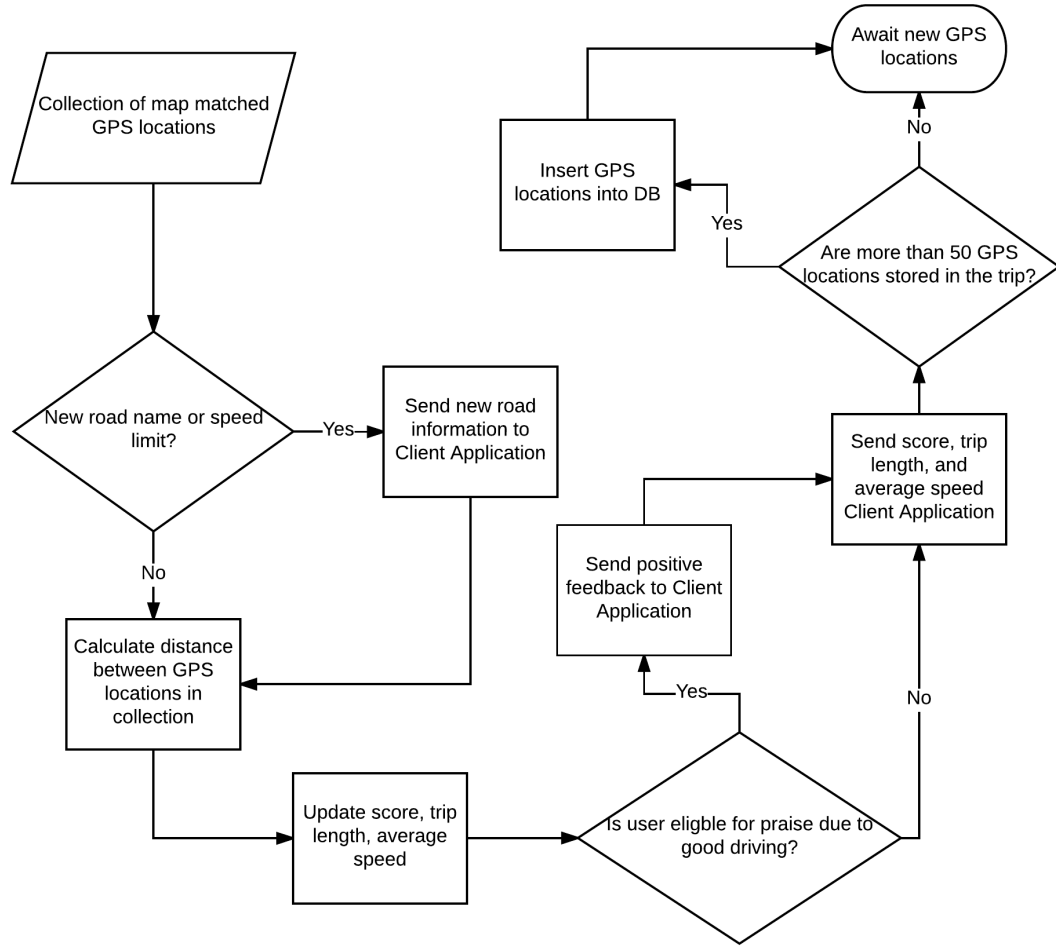 Collection of map matched
GPS locations
New road name or speed
limit?
Yes
Send new road
information to
Client Application
No
Calculate distance
between GPS
locations in
collection
Update score, trip
length, average
speed
Is user eligble for praise due to
good driving?
Yes
Send positive
feedback to Client
Application
No
Send score, trip
length, and
average speed
Client Application
Are more than 50 GPS
locations stored in the trip?
Yes
Insert GPS
locations into DB
No
Await new GPS
locations